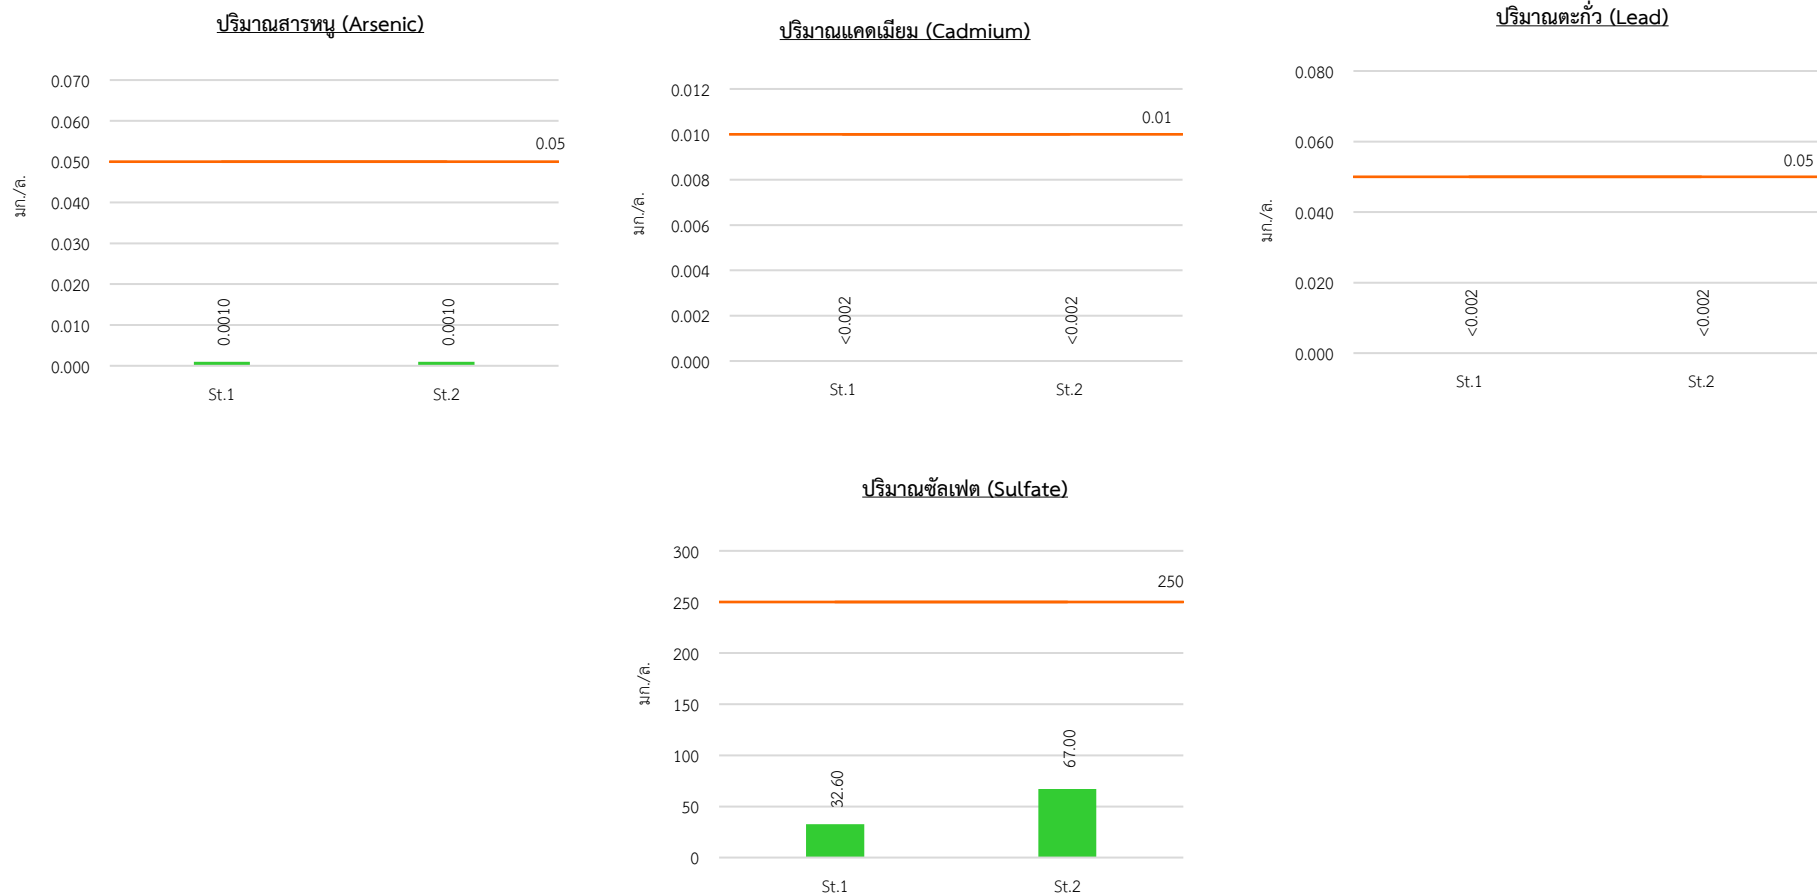 ปริมาณสารหนู (Arsenic)
0.070
0.060
0.050
0.040
0.030
0.020
0.010
0.000
มก./ล.
0.05
0.0010
0.0010
St.1
St.2
ปริมาณแคดเมียม (Cadmium)
0.012
0.010
0.008
0.006
0.004
0.002
0.000
มก./ล.
0.01
<0.002
<0.002
St.1
St.2
ปริมาณตะกั่ว (Lead)
0.080
0.060
0.040
0.020
0.000
มก./ล.
0.05
<0.002
<0.002
St.1
St.2
ปริมาณซัลเฟต (Sulfate)
300
250
200
150
100
50
0
มก./ล.
250
32.60
67.00
St.1
St.2